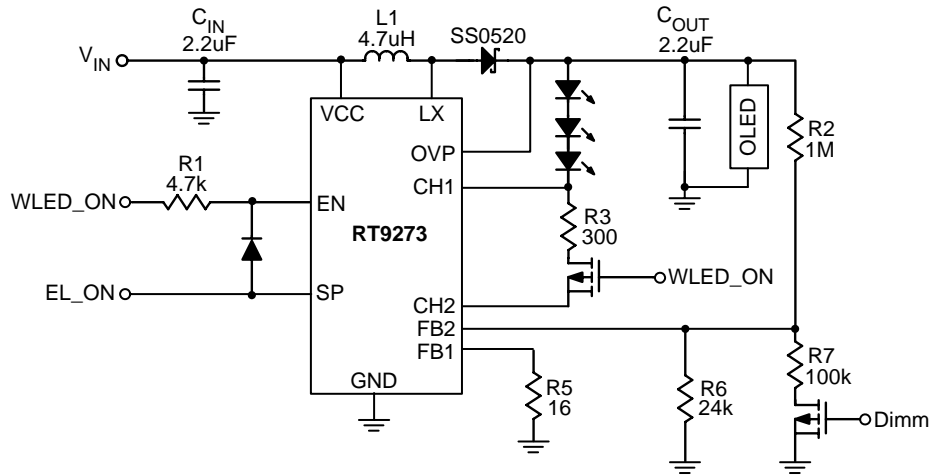 C_IN
2.2uF
L1
4.7uH
SS0520
C_OUT
2.2uF
V_IN
VCC
LX
OVP
CH1
OLED
R2
1M
R1
4.7k
WLED_ON
EN
RT9273
R3
300
WLED_ON
EL_ON
SP
CH2
FB2
FB1
GND
R5
16
R6
24k
R7
100k
Dimm